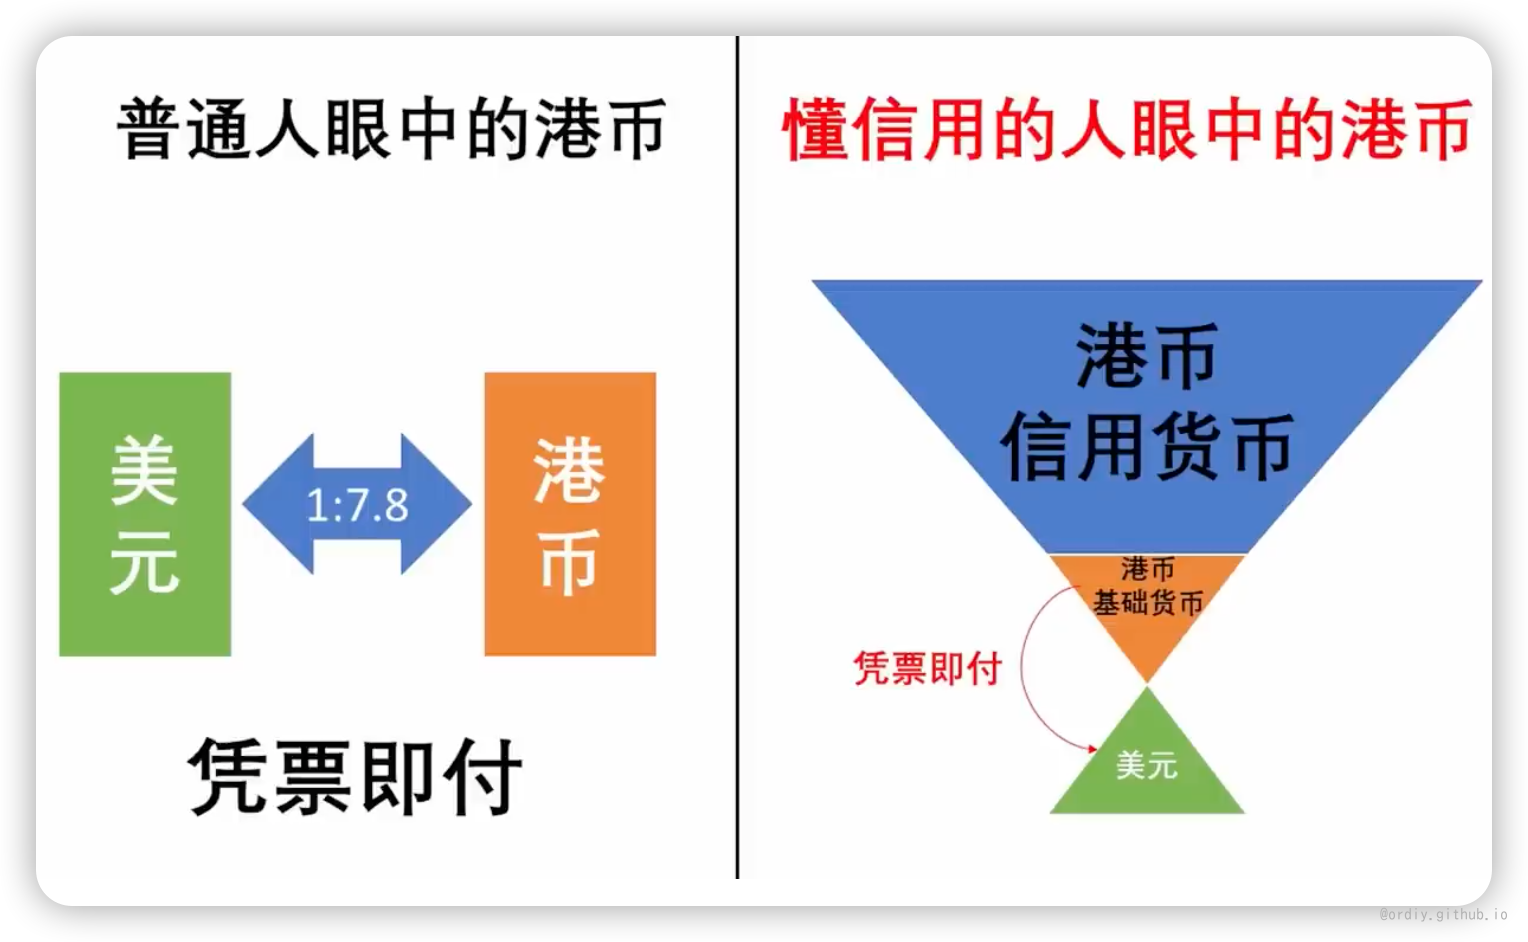 普通人眼中的港币
美元
1:7.8
港币
凭票即付
懂信用的人眼中的港币
港币
信用货币
港币
基础货币
凭票即付
美元
@ordiy.github.io